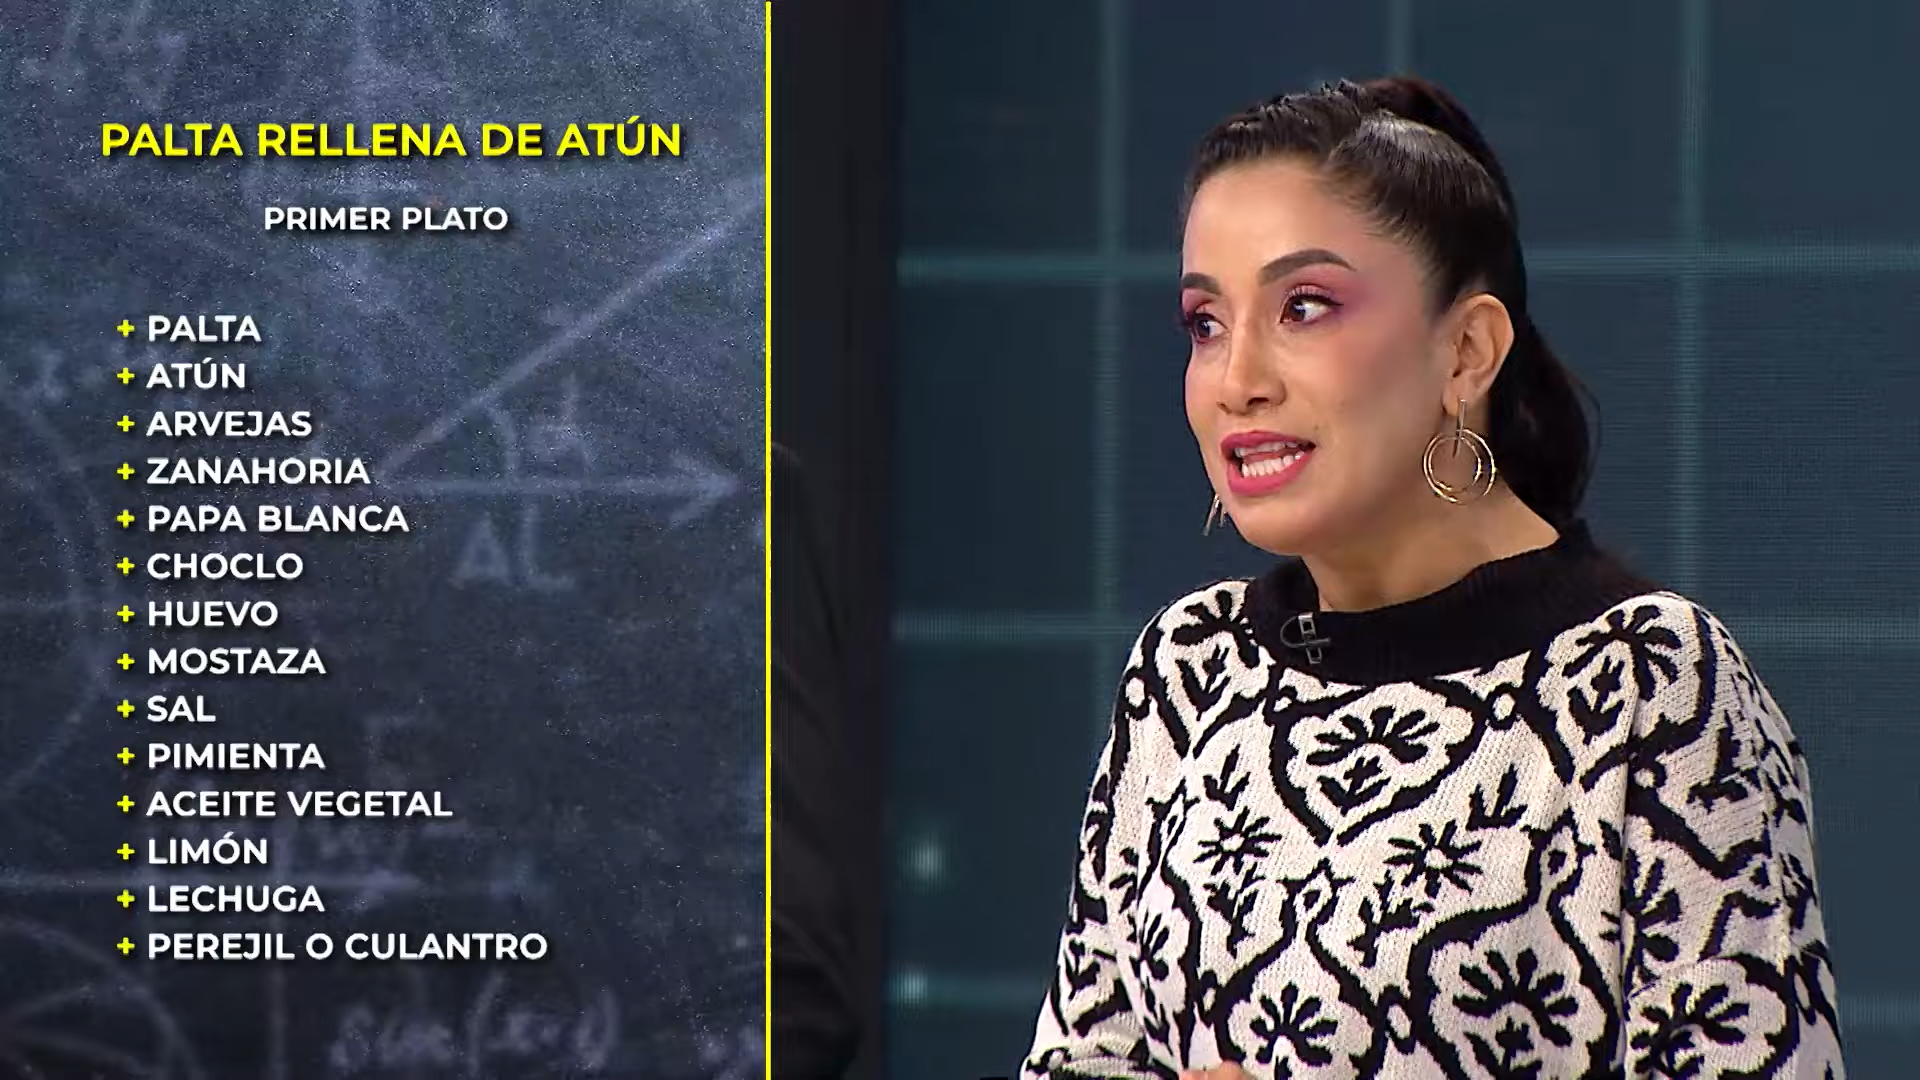 PALTA RELLENA DE ATÚN
PRIMER PLATO
+ PALTA
+ ATÚN
+ ARVEJAS
+ ZANAHORIA
+ PAPA BLANCA
+ CHOCLO
+ HUEVO
+ MOSTAZA
+ SAL
+ PIMIENTA
+ ACEITE VEGETAL
+ LIMÓN
+ LECHUGA
+ PEREJIL O CULANTRO
AL